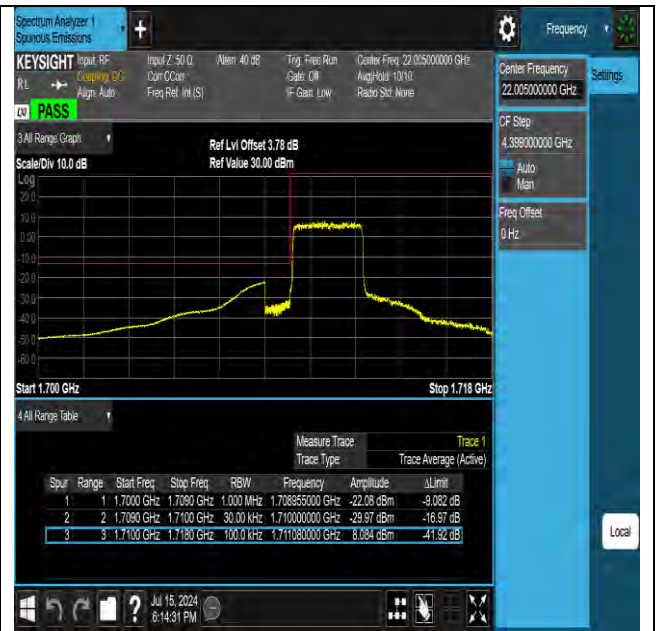 Spectrum Analyzer 1
Spurious Emissions
Frequency
KEYSIGHT Input: RF Input Z: 50 Ω Atten: 40 dB Trig: Free Run Center Freq: 22.005000000 GHz
RL Coupling: DC Corr CCorr Gate: Off Avg|Hold: 10/10
Align: Auto Freq Ref: Int (S) IF Gain: Low Radio Std: None
PASS
3 All Range Graph
Ref Lvl Offset 3.78 dB
Scale/Div 10.0 dB Ref Value 30.00 dBm
Log
20.0
10.0
0.00
-10.0
-20.0
-30.0
-40.0
-50.0
-60.0
Start 1.700 GHz Stop 1.718 GHz
4 All Range Table
Measure Trace Trace 1
Trace Type Trace Average (Active)
Spur Range Start Freq Stop Freq RBW Frequency Amplitude ΔLimit
1 1 1.7000 GHz 1.7090 GHz 1.000 MHz 1.708955000 GHz -22.08 dBm -9.082 dB
2 2 1.7090 GHz 1.7100 GHz 30.00 kHz 1.710000000 GHz -29.97 dBm -16.97 dB
3 3 1.7100 GHz 1.7180 GHz 100.0 kHz 1.711080000 GHz 8.084 dBm -41.92 dB
Center Frequency
22.005000000 GHz
Settings
CF Step
4.399000000 GHz
Auto
Man
Freq Offset
0 Hz
Local
Jul 15, 2024
6:14:31 PM